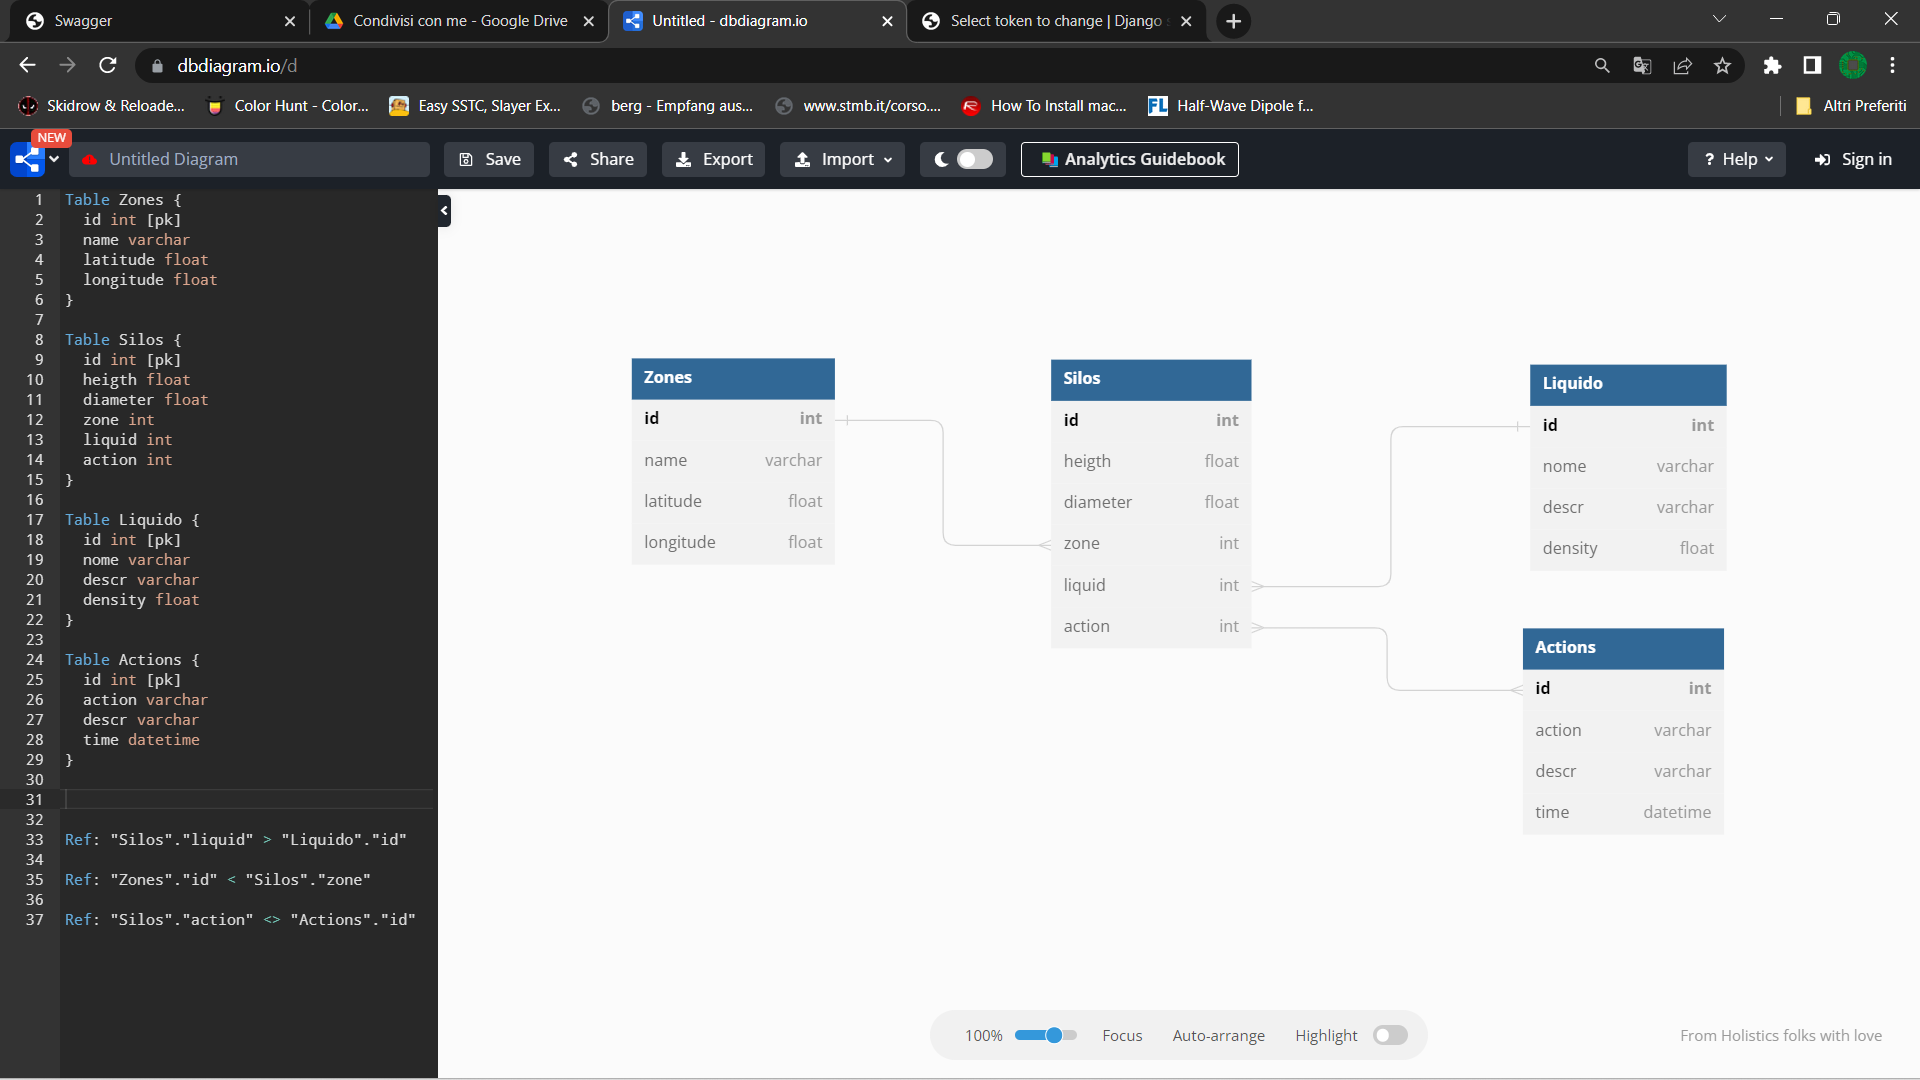 Swagger
Condivisi con me - Google Drive
Untitled - dbdiagram.io
Select token to change | Django
dbdiagram.io/d
Skidrow & Reloade...
Color Hunt - Color...
Easy SSTC, Slayer Ex...
berg - Empfang aus...
www.stmb.it/corso....
How To Install mac...
FL Half-Wave Dipole f...
Altri Preferiti
NEW
Untitled Diagram
Save
Share
Export
Import
Analytics Guidebook
? Help
Sign in
1 Table Zones {
2 id int [pk]
3 name varchar
4 latitude float
5 longitude float
6 }
7
8 Table Silos {
9 id int [pk]
10 heigth float
11 diameter float
12 zone int
13 liquid int
14 action int
15 }
16
17 Table Liquido {
18 id int [pk]
19 nome varchar
20 descr varchar
21 density float
22 }
23
24 Table Actions {
25 id int [pk]
26 action varchar
27 descr varchar
28 time datetime
29 }
30
31
32
33 Ref: "Silos"."liquid" > "Liquido"."id"
34
35 Ref: "Zones"."id" < "Silos"."zone"
36
37 Ref: "Silos"."action" <> "Actions"."id"
Zones
id int
name varchar
latitude float
longitude float
Silos
id int
heigth float
diameter float
zone int
liquid int
action int
Liquido
id int
nome varchar
descr varchar
density float
Actions
id int
action varchar
descr varchar
time datetime
100%
Focus
Auto-arrange
Highlight
From Holistics folks with love